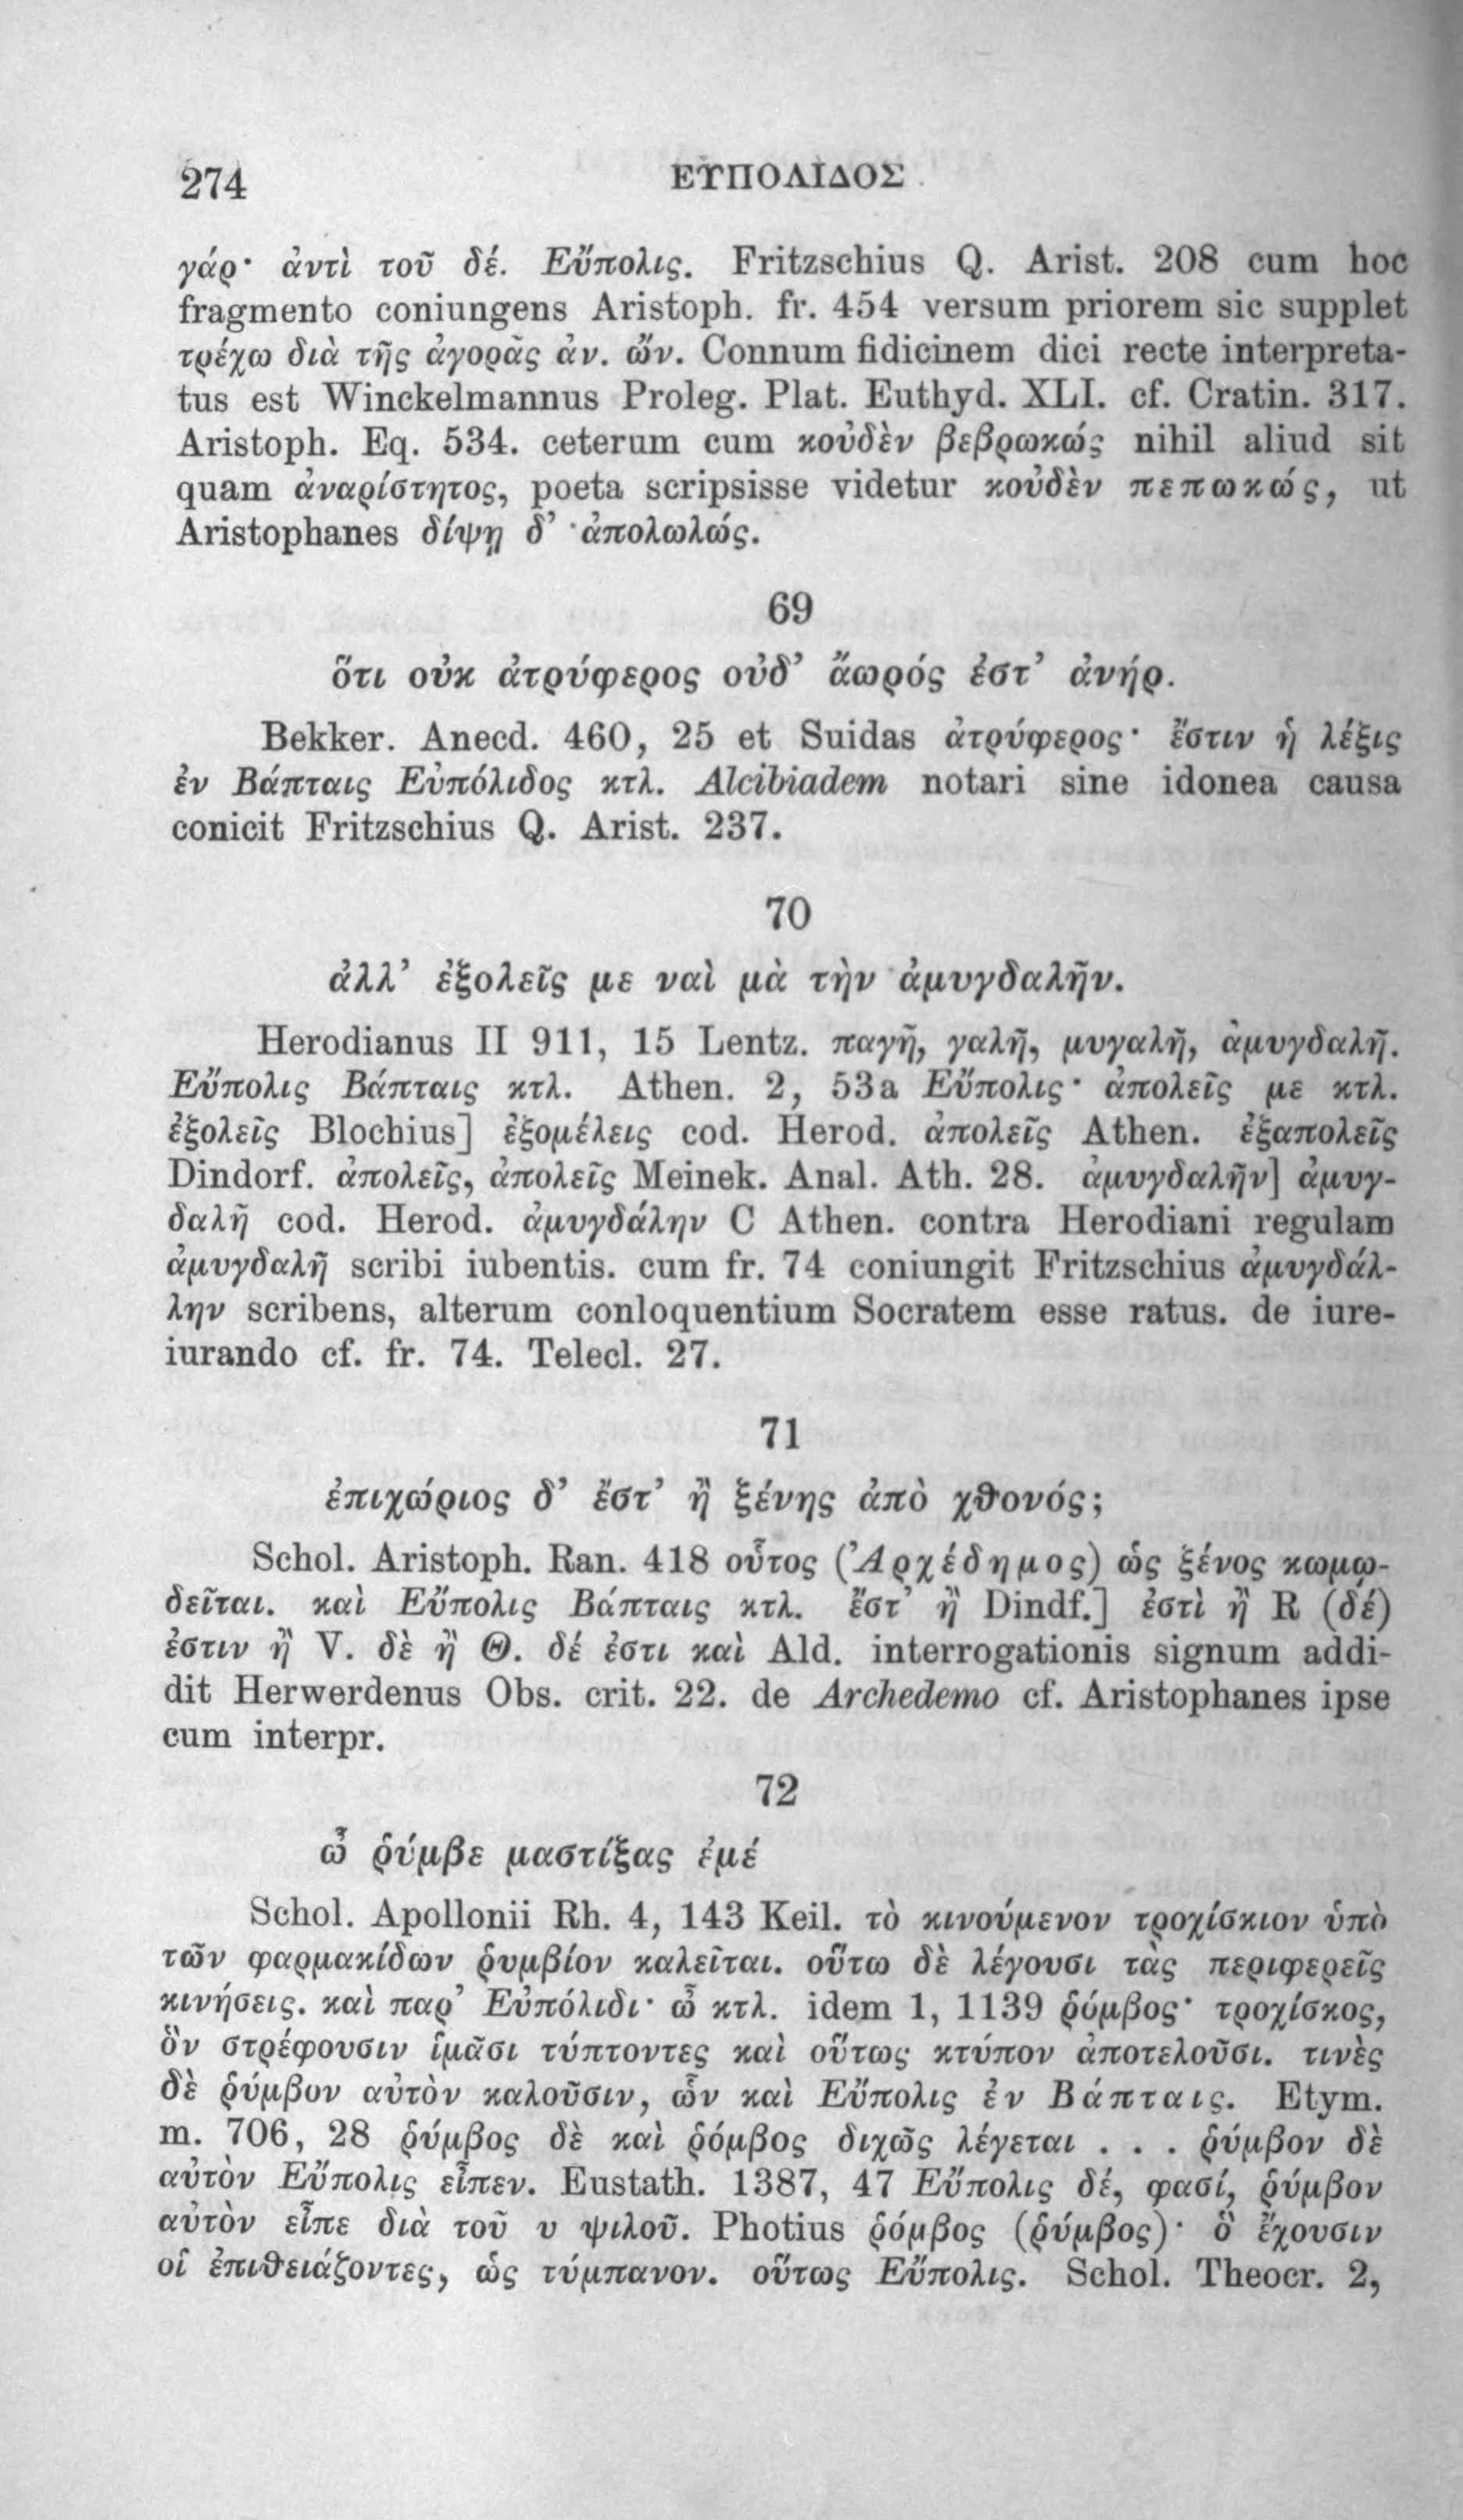 274 ΕΥΠΟΛΙΔΟΣ
γάρ· ἀντὶ τοῦ δέ. Εὔπολις. Fritzschius Q. Arist. 208 cum hoc
fragmento coniungens Aristoph. fr. 454 versum priorem sic supplet
τρέχω διὰ τῆς ἀγορᾶς ἀν. ὤν. Connum fidicinem dici recte interpreta-
tus est Winckelmannus Proleg. Plat. Euthyd. XLI. cf. Cratin. 317.
Aristoph. Eq. 534. ceterum cum κοὐδὲν βεβρωκώς nihil aliud sit
quam ἀναρίστητος, poeta scripsisse videtur κοὐδὲν πεπωκώς, ut
Aristophanes δίψῃ δ’ ἀπολωλώς.
69
ὅτι οὐκ ἀτρύφερος οὐδ’ ἄωρός ἐστ’ ἀνήρ.
Bekker. Anecd. 460, 25 et Suidas ἀτρύφερος· ἔστιν ἡ λέξις
ἐν Βάπταις Εὐπόλιδος κτλ. Alcibiadem notari sine idonea causa
conicit Fritzschius Q. Arist. 237.
70
ἀλλ’ ἐξολεῖς με ναὶ μὰ τὴν ἀμυγδαλῆν.
Herodianus II 911, 15 Lentz. παγῆ, γαλῆ, μυγαλῆ, ἀμυγδαλῆ.
Εὔπολις Βάπταις κτλ. Athen. 2, 53a Εὔπολις· ἀπολεῖς με κτλ.
ἐξολεῖς Blochius] ἐξομέλεις cod. Herod. ἀπολεῖς Athen. ἐξαπολεῖς
Dindorf. ἀπολεῖς, ἀπολεῖς Meinek. Anal. Ath. 28. ἀμυγδαλῆν] ἀμυγ-
δαλῆ cod. Herod. ἀμυγδάλην C Athen. contra Herodiani regulam
ἀμυγδαλῆ scribi iubentis. cum fr. 74 coniungit Fritzschius ἀμυγδάλ-
λην scribens, alterum conloquentium Socratem esse ratus. de iure-
iurando cf. fr. 74. Telecl. 27.
71
ἐπιχώριος δ’ ἔστ’ ἢ ξένης ἀπὸ χθονός;
Schol. Aristoph. Ran. 418 οὗτος (Ἀρχέδημος) ὡς ξένος κωμῳ-
δεῖται. καὶ Εὔπολις Βάπταις κτλ. ἔστ’ ἢ Dindf.] ἐστὶ ἢ R (δέ)
ἐστιν ἢ V. δὲ ἢ Θ. δέ ἐστι καὶ Ald. interrogationis signum addi-
dit Herwerdenus Obs. crit. 22. de Archedemo cf. Aristophanes ipse
cum interpr.
72
ὦ ῥύμβε μαστίξας ἐμέ
Schol. Apollonii Rh. 4, 143 Keil. τὸ κινούμενον τροχίσκιον ὑπὸ
τῶν φαρμακίδων ῥυμβίον καλεῖται. οὕτω δὲ λέγουσι τὰς περιφερεῖς
κινήσεις. καὶ παρ’ Εὐπόλιδι· ὦ κτλ. idem 1, 1139 ῥόμβος· τροχίσκος,
ὃν στρέφουσιν ἱμᾶσι τύπτοντες καὶ οὕτως κτύπον ἀποτελοῦσι. τινὲς
δὲ ῥύμβον αὐτὸν καλοῦσιν, ὧν καὶ Εὔπολις ἐν Βάπταις. Etym.
m. 706, 28 ῥύμβος δὲ καὶ ῥόμβος διχῶς λέγεται . . . ῥύμβον δὲ
αὐτὸν Εὔπολις εἶπεν. Eustath. 1387, 47 Εὔπολις δέ, φασί, ῥύμβον
αὐτὸν εἶπε διὰ τοῦ υ ψιλοῦ. Photius ῥόμβος (ῥύμβος)· ὃ ἔχουσιν
οἱ ἐπιθειάζοντες, ὡς τύμπανον. οὕτως Εὔπολις. Schol. Theocr. 2,